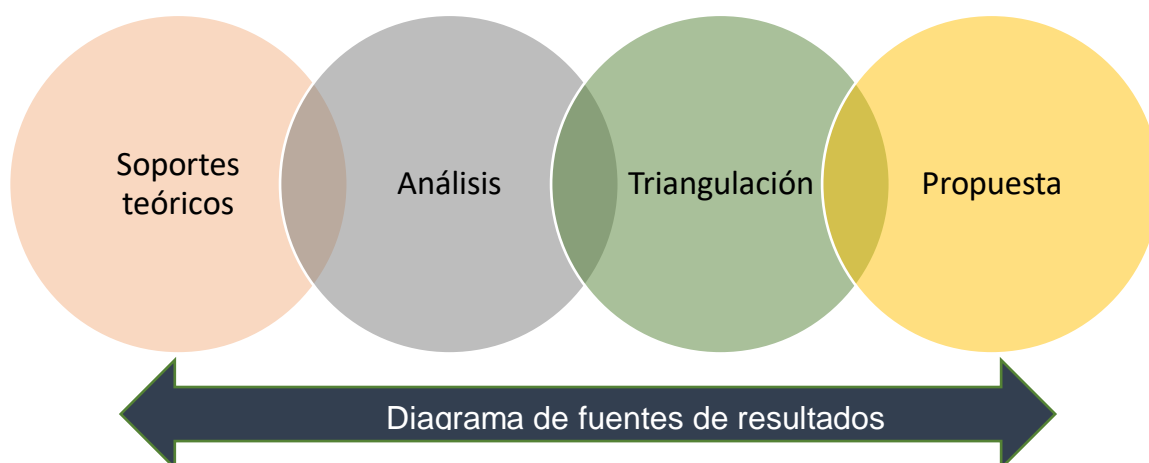 Soportes
teóricos
Análisis
Triangulación
Propuesta
Diagrama de fuentes de resultados